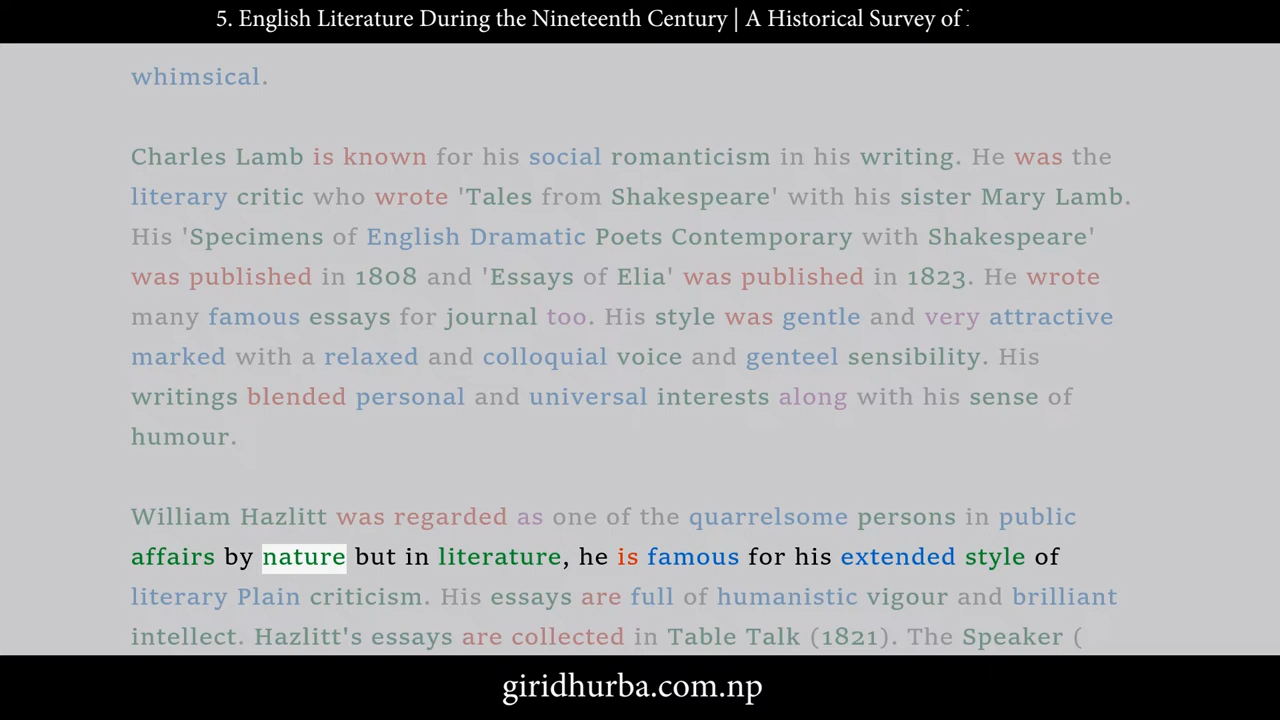 5. English Literature During the Nineteenth Century | A Historical Survey of
whimsical.
Charles Lamb is known for his social romanticism in his writing. He was the
literary critic who wrote 'Tales from Shakespeare' with his sister Mary Lamb.
His 'Specimens of English Dramatic Poets Contemporary with Shakespeare'
was published in 1808 and 'Essays of Elia' was published in 1823. He wrote
many famous essays for journal too. His style was gentle and very attractive
marked with a relaxed and colloquial voice and genteel sensibility. His
writings blended personal and universal interests along with his sense of
humour.
William Hazlitt was regarded as one of the quarrelsome persons in public
affairs by nature but in literature, he is famous for his extended style of
literary Plain criticism. His essays are full of humanistic vigour and brilliant
intellect. Hazlitt's essays are collected in Table Talk (1821). The Speaker (
giridhurba.com.np